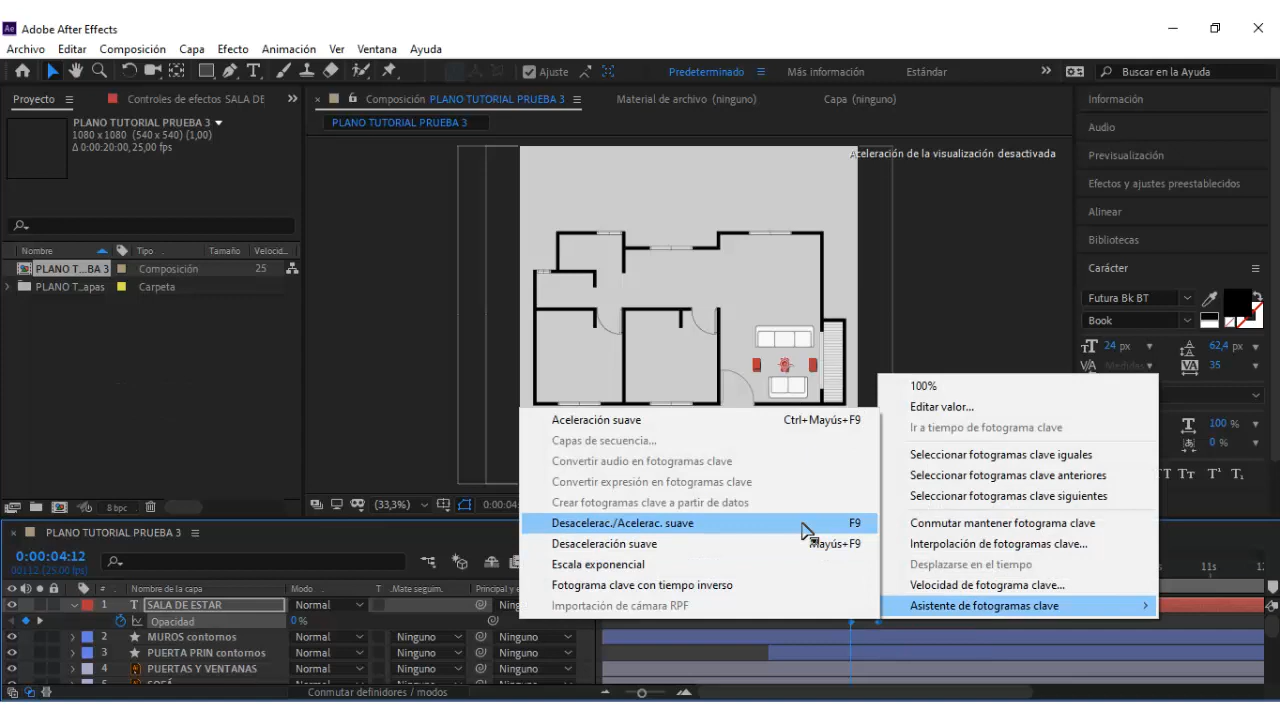 Adobe After Effects
Archivo Editar Composición Capa Efecto Animación Ver Ventana Ayuda
Ajuste Predeterminado Más información Estándar Buscar en la Ayuda
Proyecto Controles de efectos SALA DE
Composición PLANO TUTORIAL PRUEBA 3 Material de archivo (ninguno) Capa (ninguno)
PLANO TUTORIAL PRUEBA 3
PLANO TUTORIAL PRUEBA 3
1080 x 1080 (540 x 540) (1,00)
Δ 0:00:20:00, 25,00 fps
Aceleración de la visualización desactivada
Nombre Tipo Tamaño Velocid..
PLANO T...BA 3 Composición 25
PLANO T..apas Carpeta
8 bpc
(33,3%) 0:00:0
Información
Audio
Previsualización
Efectos y ajustes preestablecidos
Alinear
Bibliotecas
Carácter
Futura Bk BT
Book
24 px 62,4 px
Medidas 35
100 %
0 %
100%
Editar valor...
Ir a tiempo de fotograma clave
Seleccionar fotogramas clave iguales
Seleccionar fotogramas clave anteriores
Seleccionar fotogramas clave siguientes
Conmutar mantener fotograma clave
Interpolación de fotogramas clave...
Desplazarse en el tiempo
Velocidad de fotograma clave...
Asistente de fotogramas clave
Aceleración suave Ctrl+Mayús+F9
Capas de secuencia...
Convertir audio en fotogramas clave
Convertir expresión en fotogramas clave
Crear fotogramas clave a partir de datos
Desacelerac./Acelerac. suave F9
Desaceleración suave Mayús+F9
Escala exponencial
Fotograma clave con tiempo inverso
Importación de cámara RPF
PLANO TUTORIAL PRUEBA 3
0:00:04:12
00112 (25.00 fps)
11s 12
# Nombre de la capa Modo T .Mate seguim. Principal y e
1 T SALA DE ESTAR Normal
Opacidad 0 %
2 MUROS contornos Normal Ninguno Ninguno
3 PUERTA PRIN contornos Normal Ninguno Ninguno
4 PUERTAS Y VENTANAS Normal Ninguno Ninguno
Conmutar definidores / modos